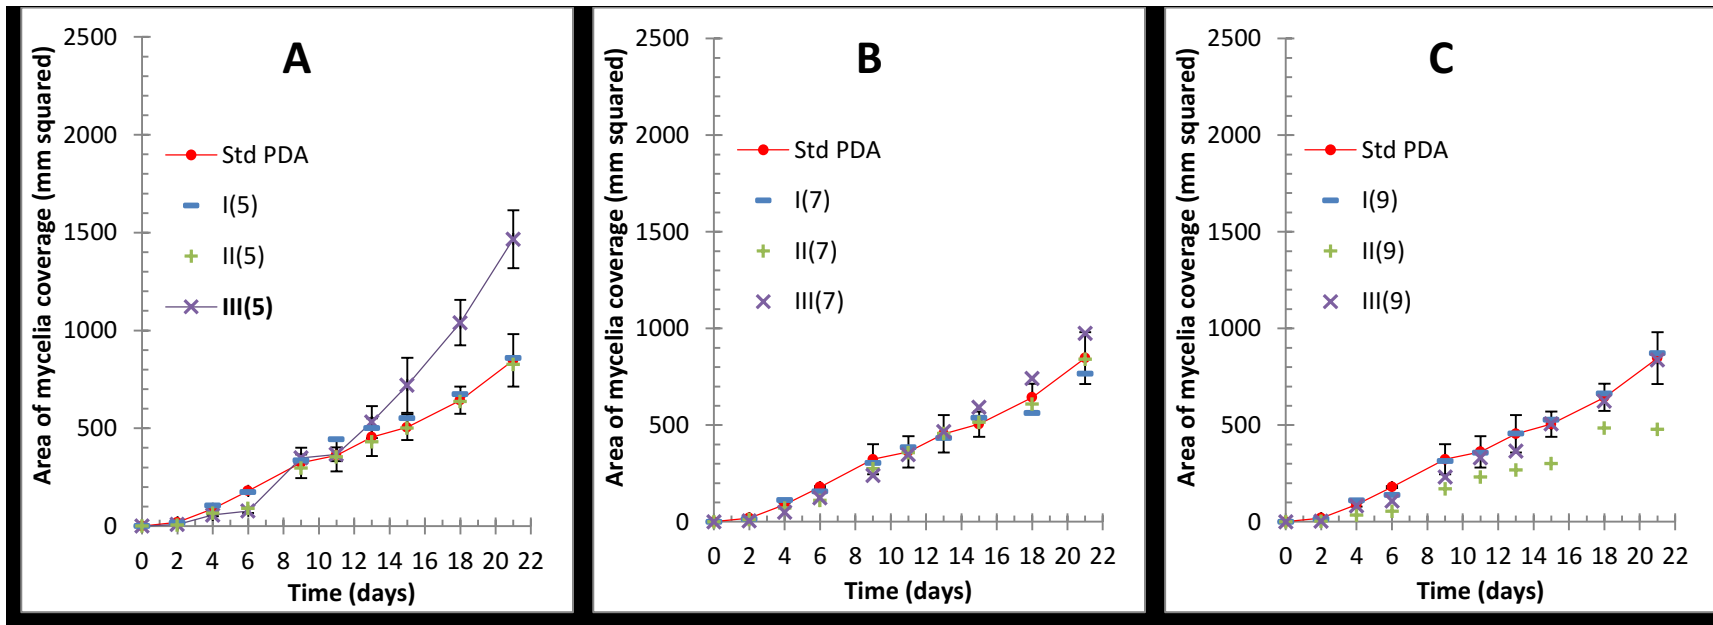 A
Area of mycelia coverage (mm squared)
2500
2000
1500
1000
500
0
Std PDA
I(5)
II(5)
III(5)
0 2 4 6 8 10 12 14 16 18 20 22
Time (days)
B
Area of mycelia coverage (mm squared)
2500
2000
1500
1000
500
0
Std PDA
I(7)
II(7)
III(7)
0 2 4 6 8 10 12 14 16 18 20 22
Time (days)
C
Area of mycelia coverage (mm squared)
2500
2000
1500
1000
500
0
Std PDA
I(9)
II(9)
III(9)
0 2 4 6 8 10 12 14 16 18 20 22
Time (days)